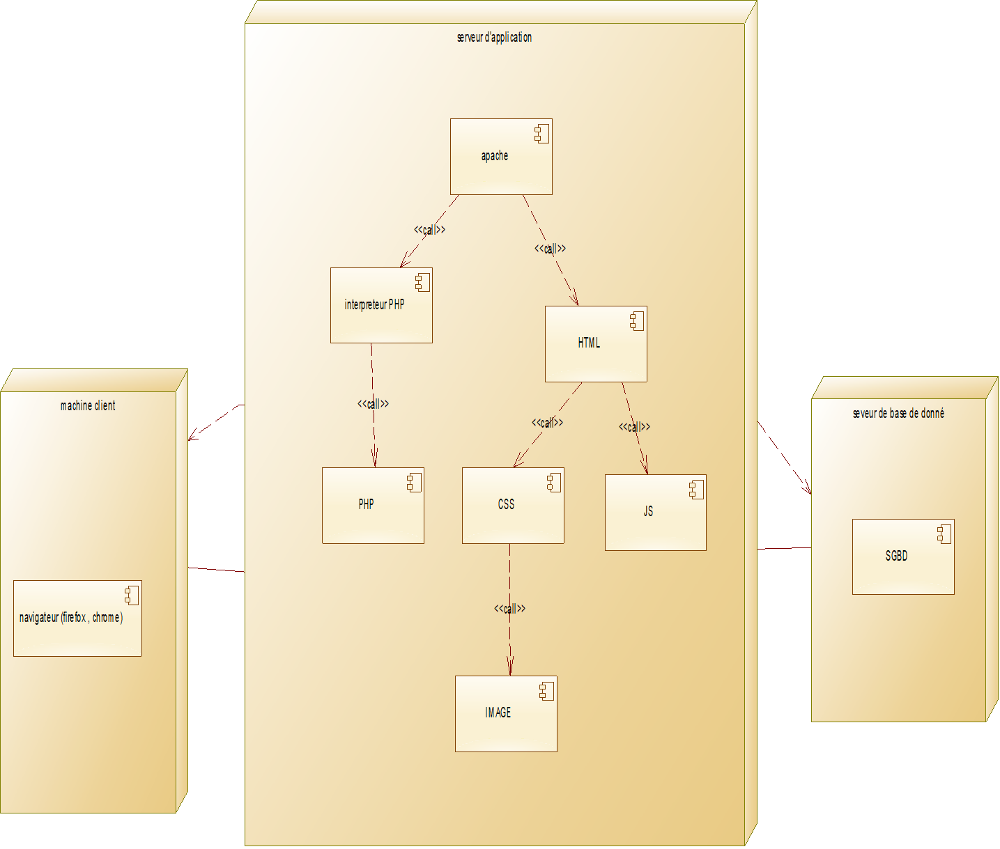 serveur d'application
apache
<<call>>
<<call>>
interpreteur PHP
HTML
<<call>>
<<call>>
<<call>>
machine client
seveur de base de donné
PHP
CSS
JS
SGBD
navigateur (firefox , chrome)
<<call>>
IMAGE